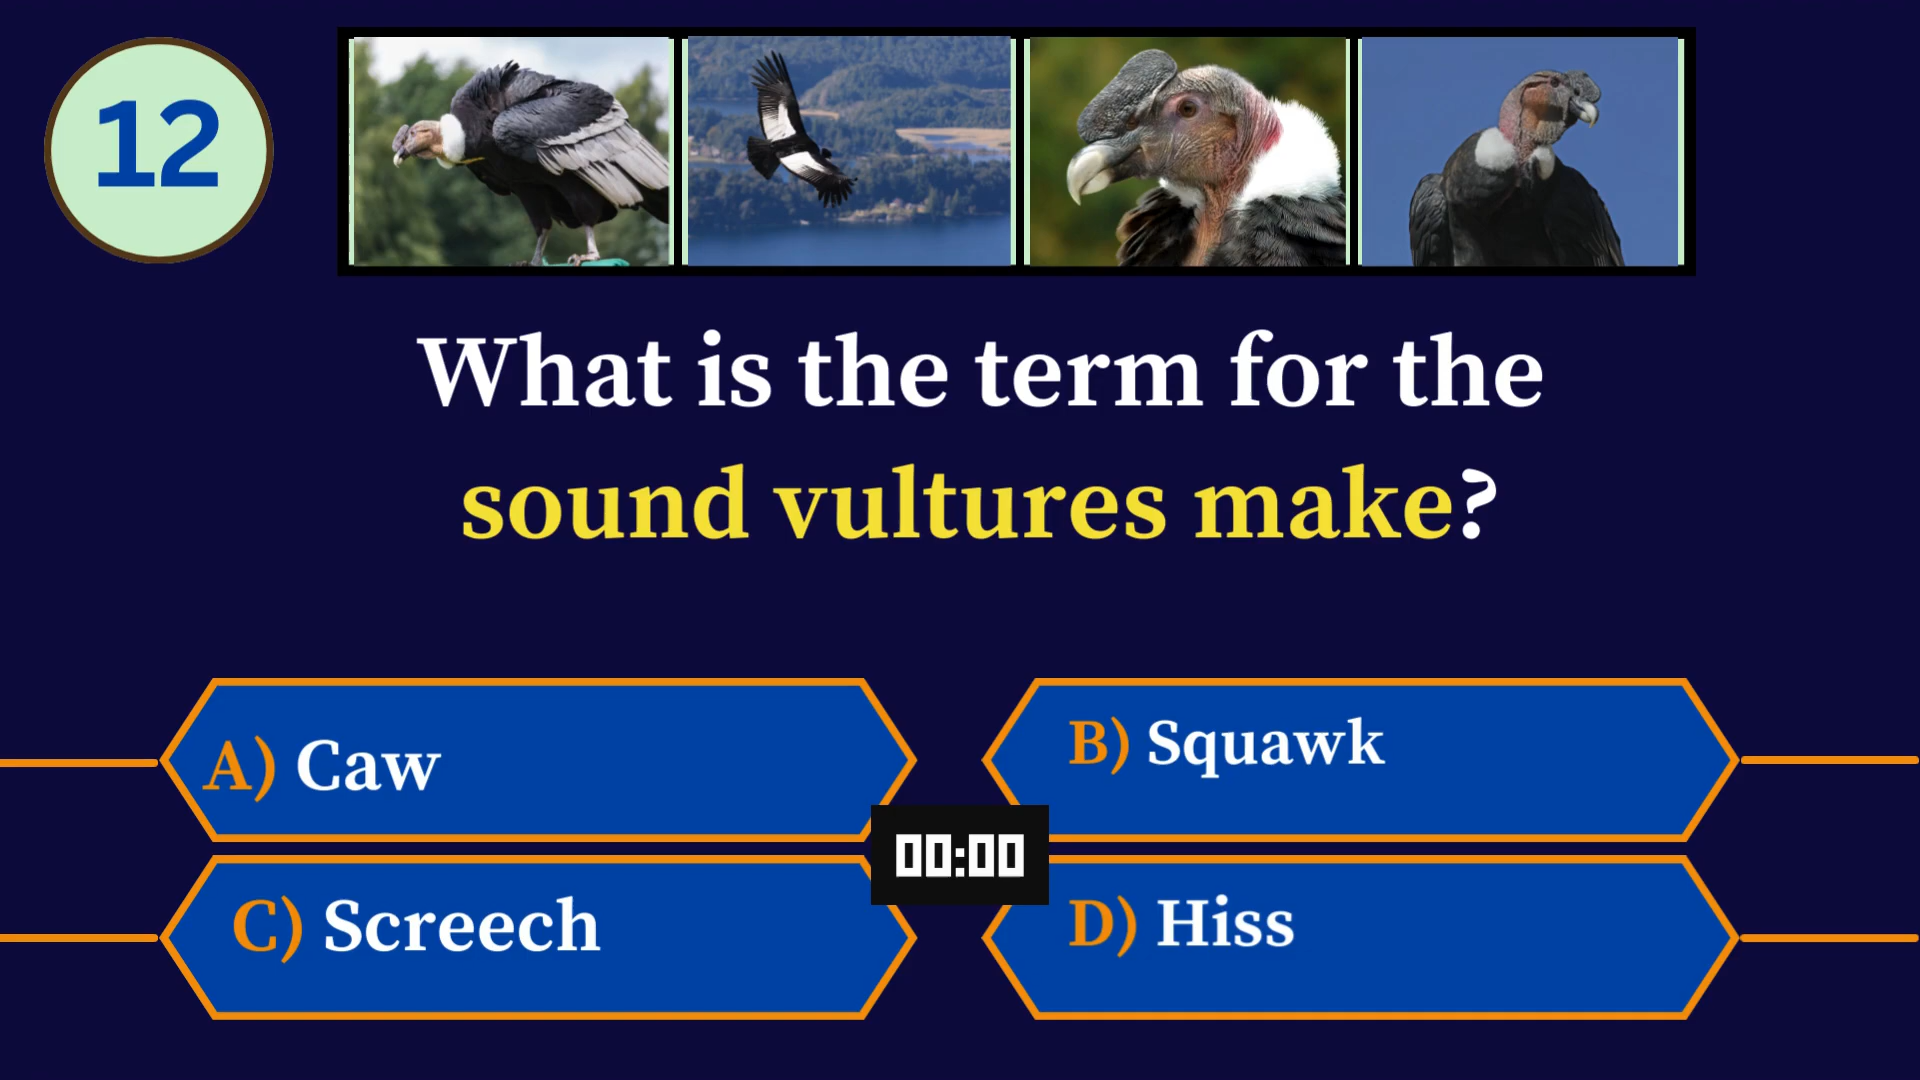 12
What is the term for the
sound vultures make?
A) Caw
B) Squawk
00:00
C) Screech
D) Hiss